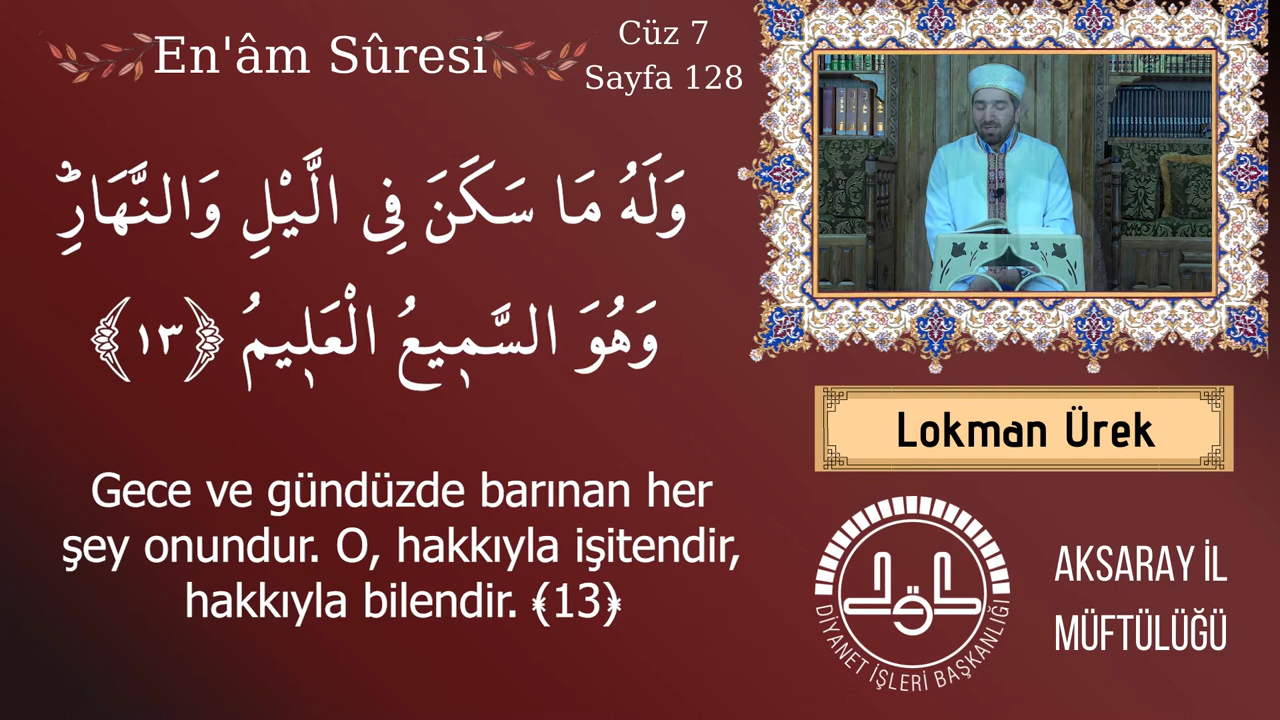 En'âm Sûresi
Cüz 7
Sayfa 128
وَلَهُ مَا سَكَنَ فِى الَّيْلِ وَالنَّهَارِۜ
وَهُوَ السَّمٖيعُ الْعَلٖيمُ ﴿١٣﴾
Gece ve gündüzde barınan her
şey onundur. O, hakkıyla işitendir,
hakkıyla bilendir. ﴾13﴿
Lokman Ürek
DİYANET İŞLERİ BAŞKANLIĞI
AKSARAY İL
MÜFTÜLÜĞÜ